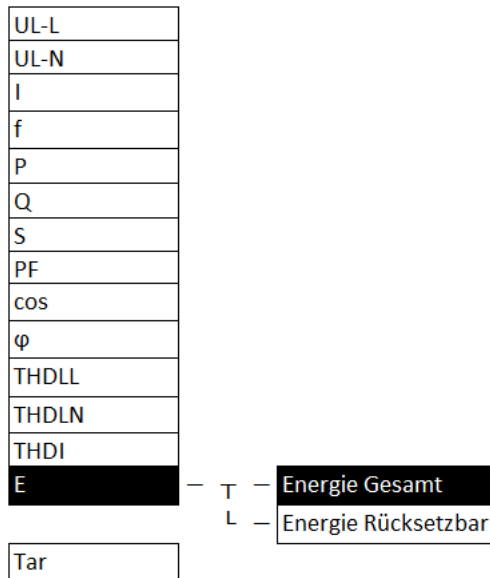 UL-L
UL-N
I
f
P
Q
S
PF
cos
φ
THDLL
THDLN
THDI
E
Energie Gesamt
Energie Rücksetzbar
Tar